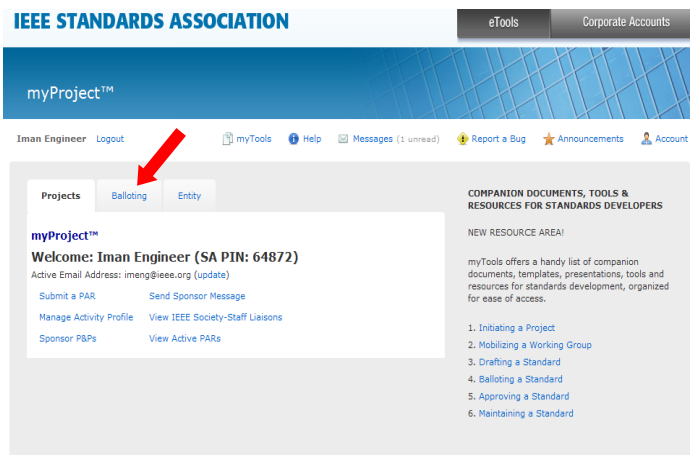 IEEE STANDARDS ASSOCIATION
eTools
Corporate Accounts
myProject™
Iman Engineer Logout
myTools
Help
Messages (1 unread)
Report a Bug
Announcements
Account
Projects
Balloting
Entity
myProject™
Welcome: Iman Engineer (SA PIN: 64872)
Active Email Address: imeng@ieee.org (update)
Submit a PAR
Send Sponsor Message
Manage Activity Profile
View IEEE Society-Staff Liaisons
Sponsor P&Ps
View Active PARs
COMPANION DOCUMENTS, TOOLS &
RESOURCES FOR STANDARDS DEVELOPERS
NEW RESOURCE AREA!
myTools offers a handy list of companion
documents, templates, presentations, tools and
resources for standards development, organized
for ease of access.
1. Initiating a Project
2. Mobilizing a Working Group
3. Drafting a Standard
4. Balloting a Standard
5. Approving a Standard
6. Maintaining a Standard